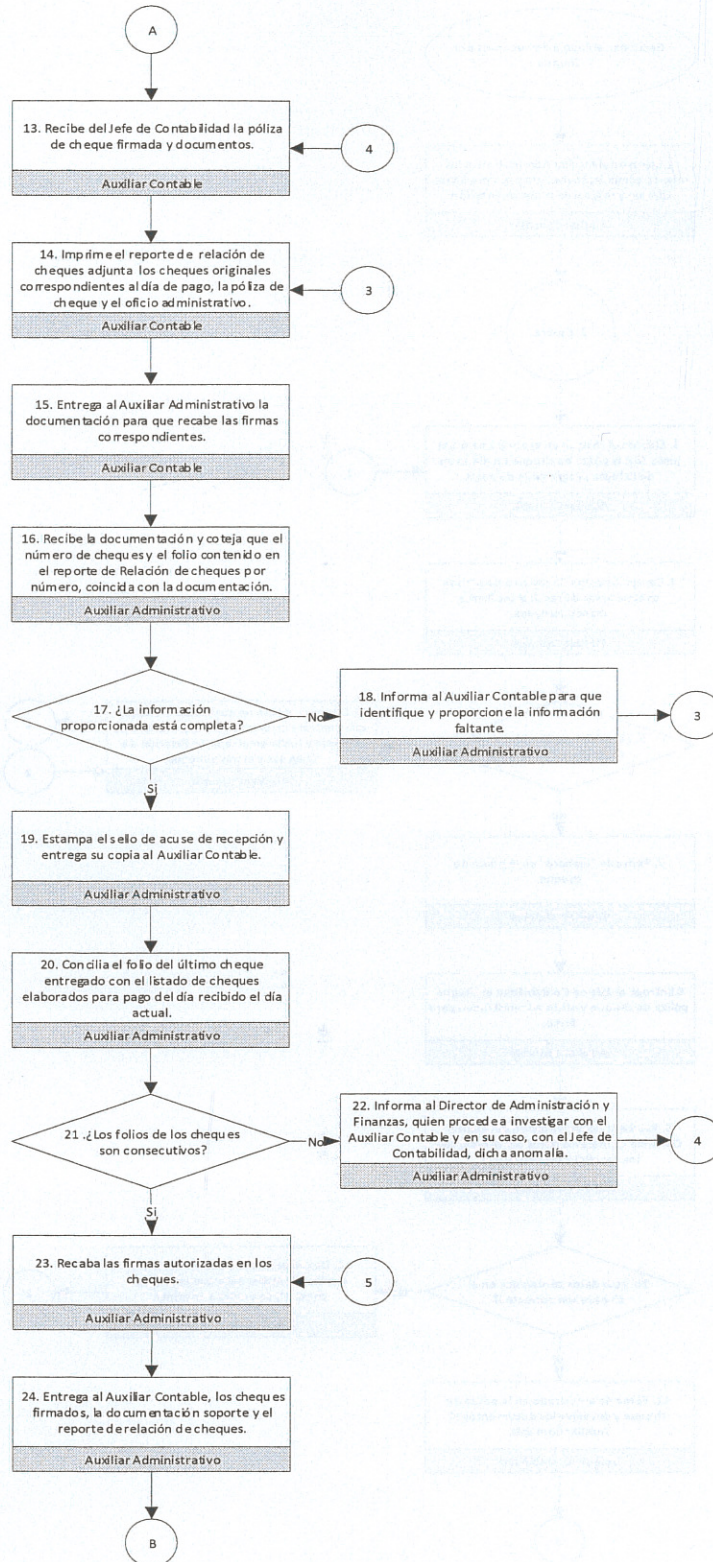 A
13. Recibe del Jefe de Contabilidad la póliza
de cheque firmada y documentos.
4
Auxiliar Contable
14. Imprime el reporte de relación de
cheques adjunta los cheques originales
correspondientes al día de pago, la póliza de
cheque y el oficio administrativo.
3
Auxiliar Contable
15. Entrega al Auxiliar Administrativo la
documentación para que recabe las firmas
correspondientes.
Auxiliar Contable
16. Recibe la documentación y coteja que el
número de cheques y el folio contenido en
el reporte de Relación de cheques por
número, coincida con la documentación.
Auxiliar Administrativo
17. ¿La información
proporcionada está completa?
No
18. Informa al Auxiliar Contable para que
identifique y proporcione la información
faltante.
Auxiliar Administrativo
3
Si
19. Estampa el sello de acuse de recepción y
entrega su copia al Auxiliar Contable.
Auxiliar Administrativo
20. Concilia el folio del último cheque
entregado con el listado de cheques
elaborados para pago del día recibido el día
actual.
Auxiliar Administrativo
21 .¿Los folios de los cheques
son consecutivos?
No
22. Informa al Director de Administración y
Finanzas, quien procede a investigar con el
Auxiliar Contable y en su caso, con el Jefe de
Contabilidad, dicha anomalía.
Auxiliar Administrativo
4
Si
23. Recaba las firmas autorizadas en los
cheques.
5
Auxiliar Administrativo
24. Entrega al Auxiliar Contable, los cheques
firmados, la documentación soporte y el
reporte de relación de cheques.
Auxiliar Administrativo
B